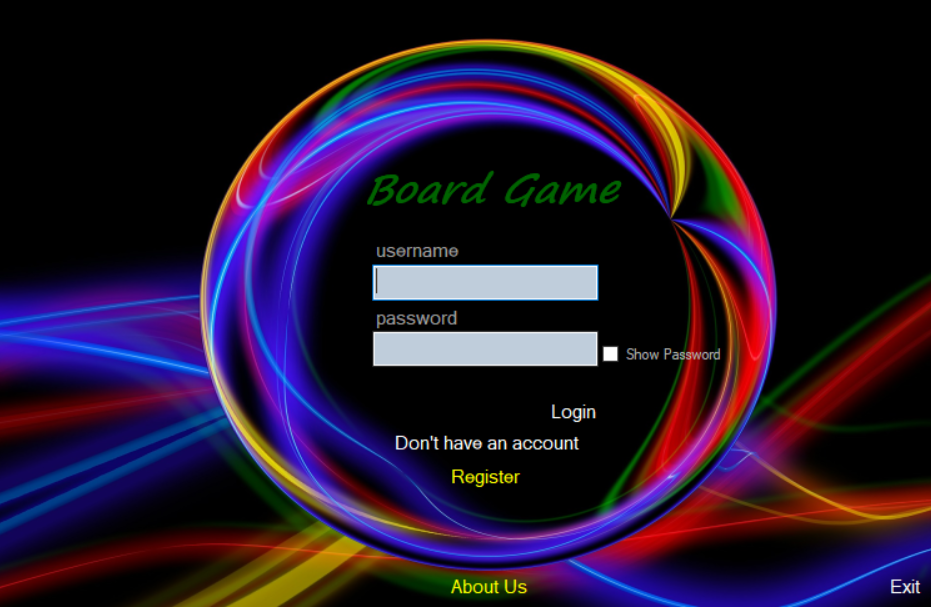 Board Game
username
password
Show Password
Login
Don't have an account
Register
About Us
Exit